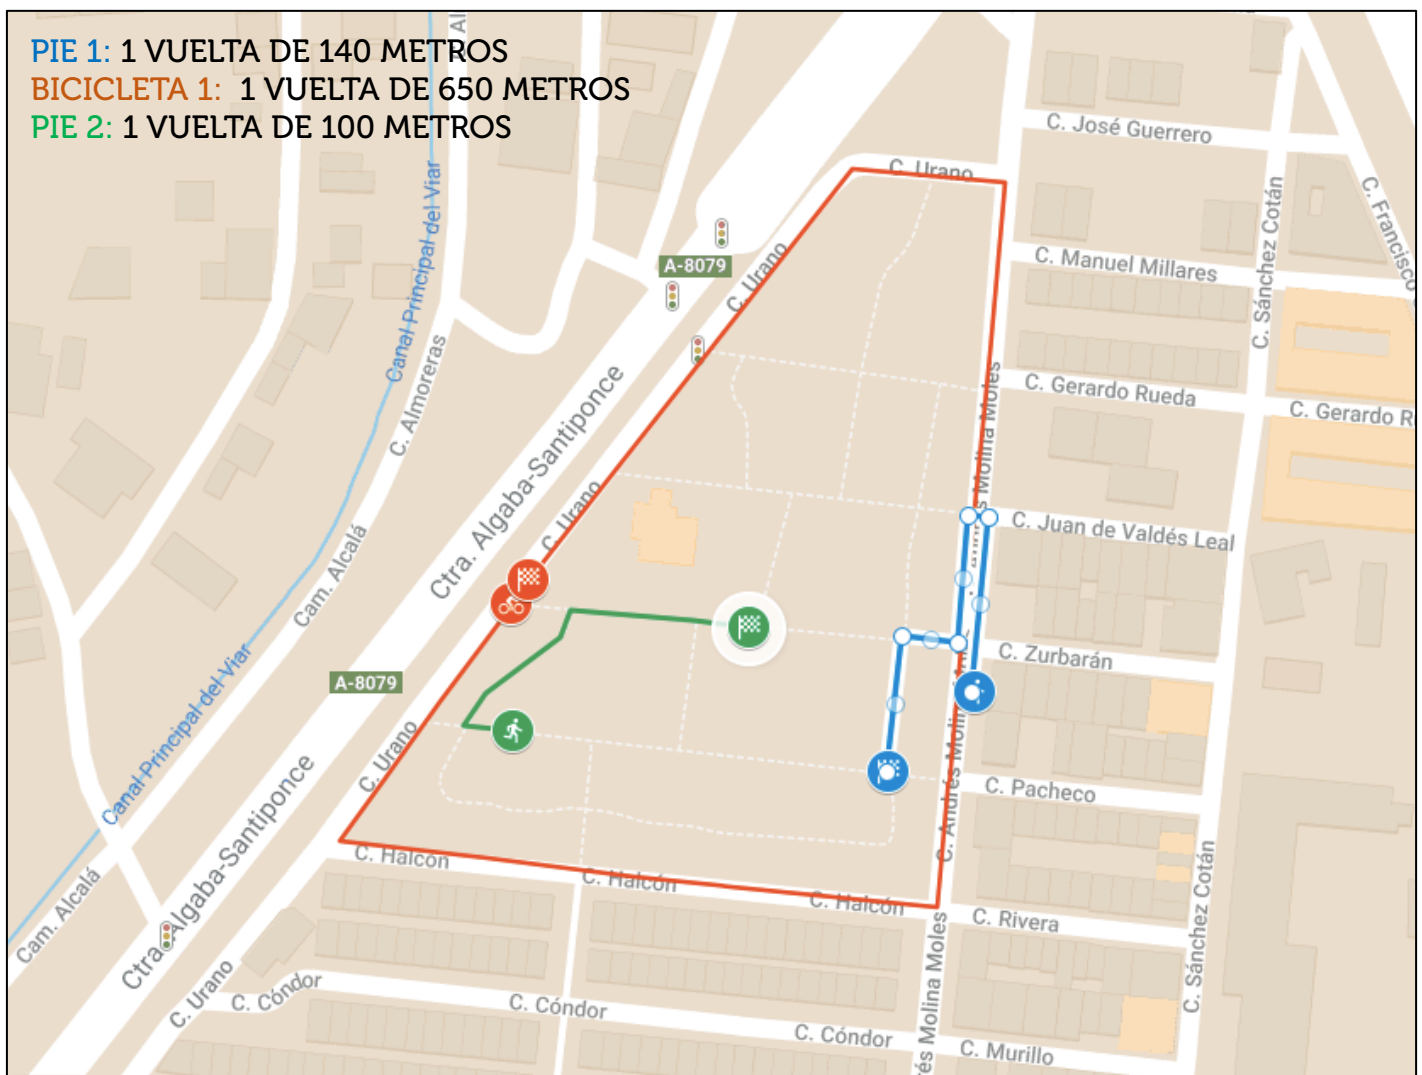 PIE 1: 1 VUELTA DE 140 METROS
BICICLETA 1: 1 VUELTA DE 650 METROS
PIE 2: 1 VUELTA DE 100 METROS
Al
C. José Guerrero
C. Urano
C. Francisco
Canal Principal del Viar
C. Sánchez Cotán
A-8079
C. Manuel Millares
C. Urano
C. Almoreras
C. Gerardo Rueda
C. Gerardo R
Molina Moles
Ctra. Algaba-Santiponce
C. Urano
C. Juan de Valdés Leal
Cam. Alcalá
C. Zurbarán
A-8079
Canal Principal del Viar
C. Urano
C. Andrés Molin
C. Pacheco
C. Halcón
C. Halcón
C. Halcón
C. Rivera
Ctra. Algaba-Santiponce
Cam. Alcalá
C. Sánchez Cotán
C. Urano
C. Cóndor
C. Cóndor
C. Cóndor
rés Molina Moles
C. Murillo